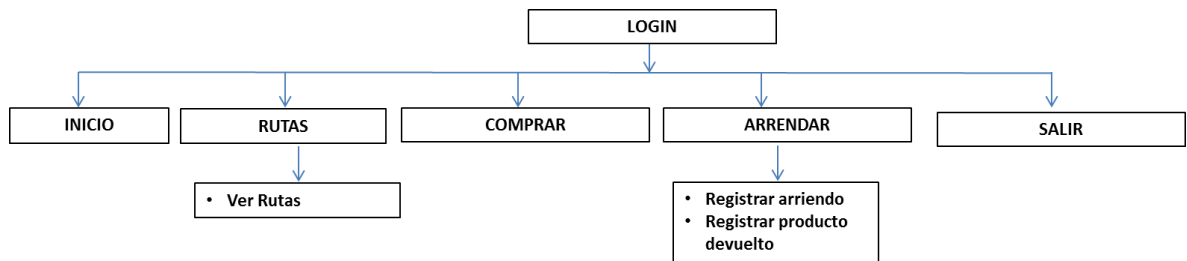 LOGIN
INICIO
RUTAS
COMPRAR
ARRENDAR
SALIR
• Ver Rutas
• Registrar arriendo
• Registrar producto
devuelto